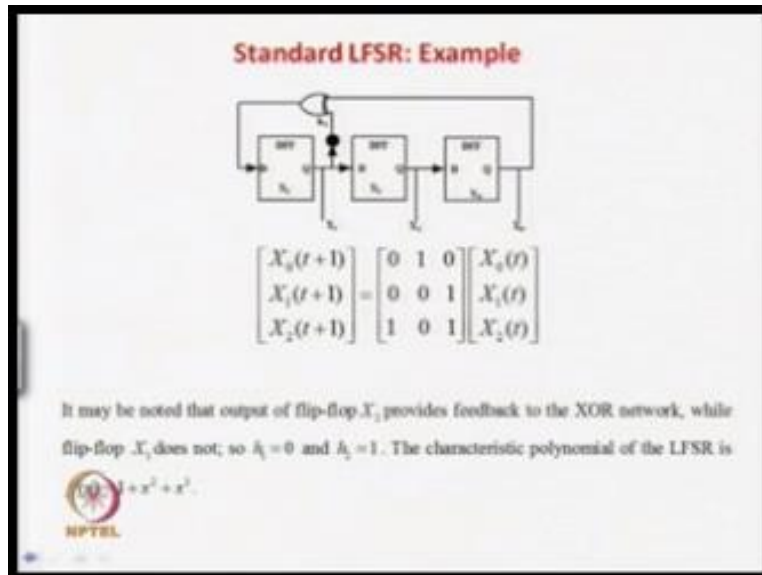 Standard LFSR: Example
DFF DFF DFF
D Q D Q D Q
[X₀(t+1)] [0 1 0] [X₀(t)]
[X₁(t+1)] = [0 0 1] [X₁(t)]
[X₂(t+1)] [1 0 1] [X₂(t)]
It may be noted that output of flip-flop X₂ provides feedback to the XOR network, while
flip-flop X₁ does not; so h₁=0 and h₂=1. The characteristic polynomial of the LFSR is
1+x²+x³.
NPTEL